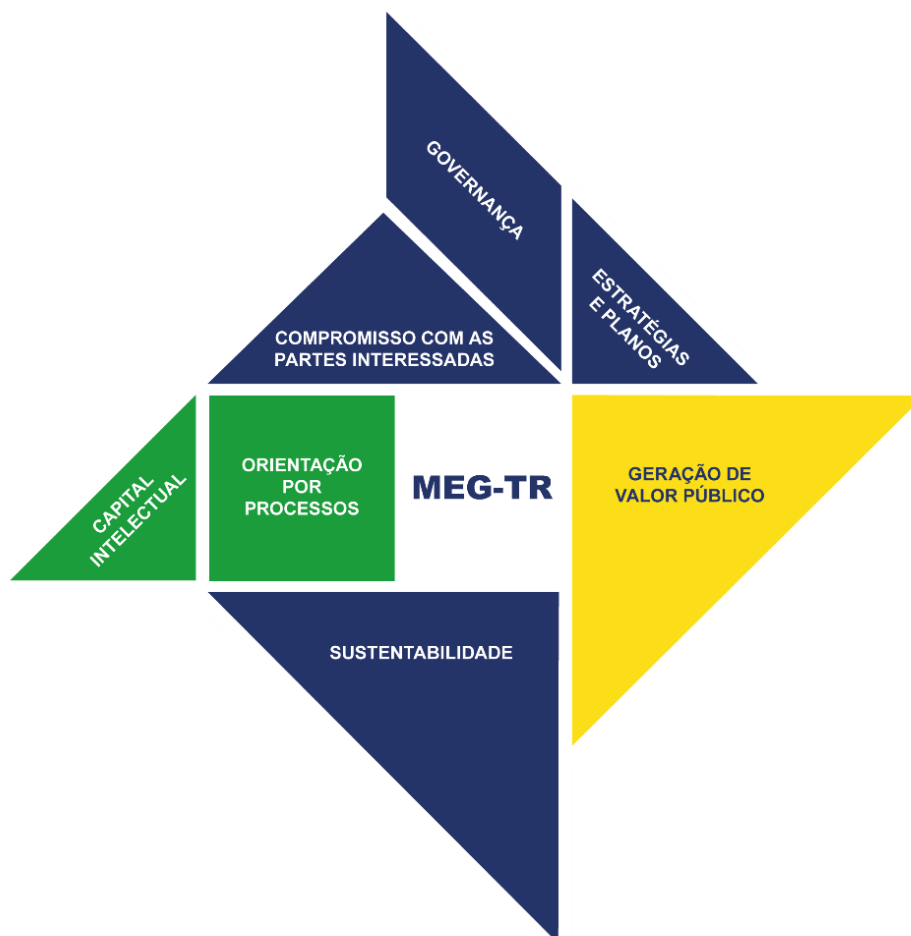 GOVERNANÇA
ESTRATÉGIAS
E PLANOS
COMPROMISSO COM AS
PARTES INTERESSADAS
CAPITAL
INTELECTUAL
ORIENTAÇÃO
POR
PROCESSOS
MEG-TR
GERAÇÃO DE
VALOR PÚBLICO
SUSTENTABILIDADE